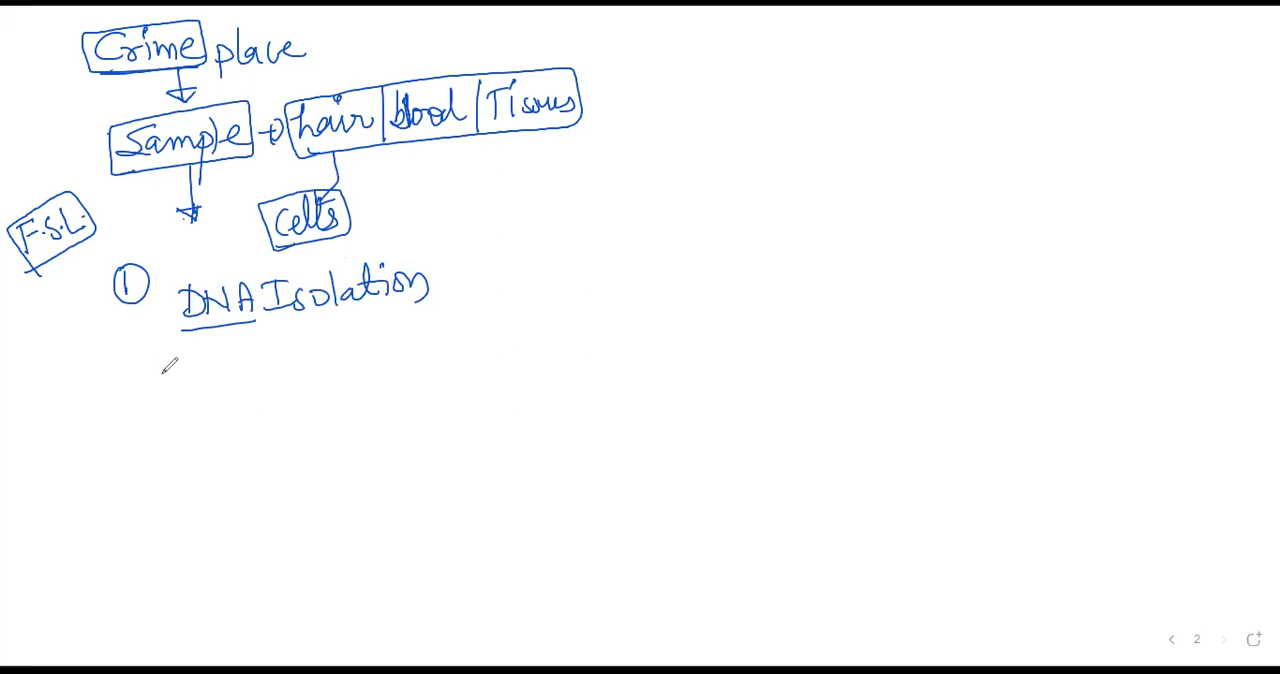 Crime place
Sample → hair | blood | Tissues
F.S.L. cells
① DNA Isolation
2